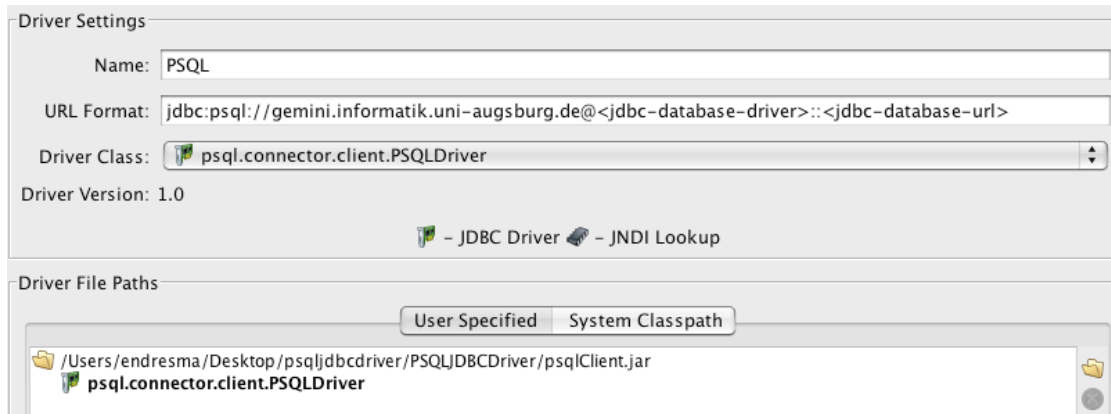 Driver Settings
Name: PSQL
URL Format: jdbc:psql://gemini.informatik.uni-augsburg.de@<jdbc-database-driver>::<jdbc-database-url>
Driver Class: psql.connector.client.PSQLDriver
Driver Version: 1.0
– JDBC Driver – JNDI Lookup
Driver File Paths
User Specified System Classpath
/Users/endresma/Desktop/psqljdbcdriver/PSQLJDBCDriver/psqlClient.jar
psql.connector.client.PSQLDriver